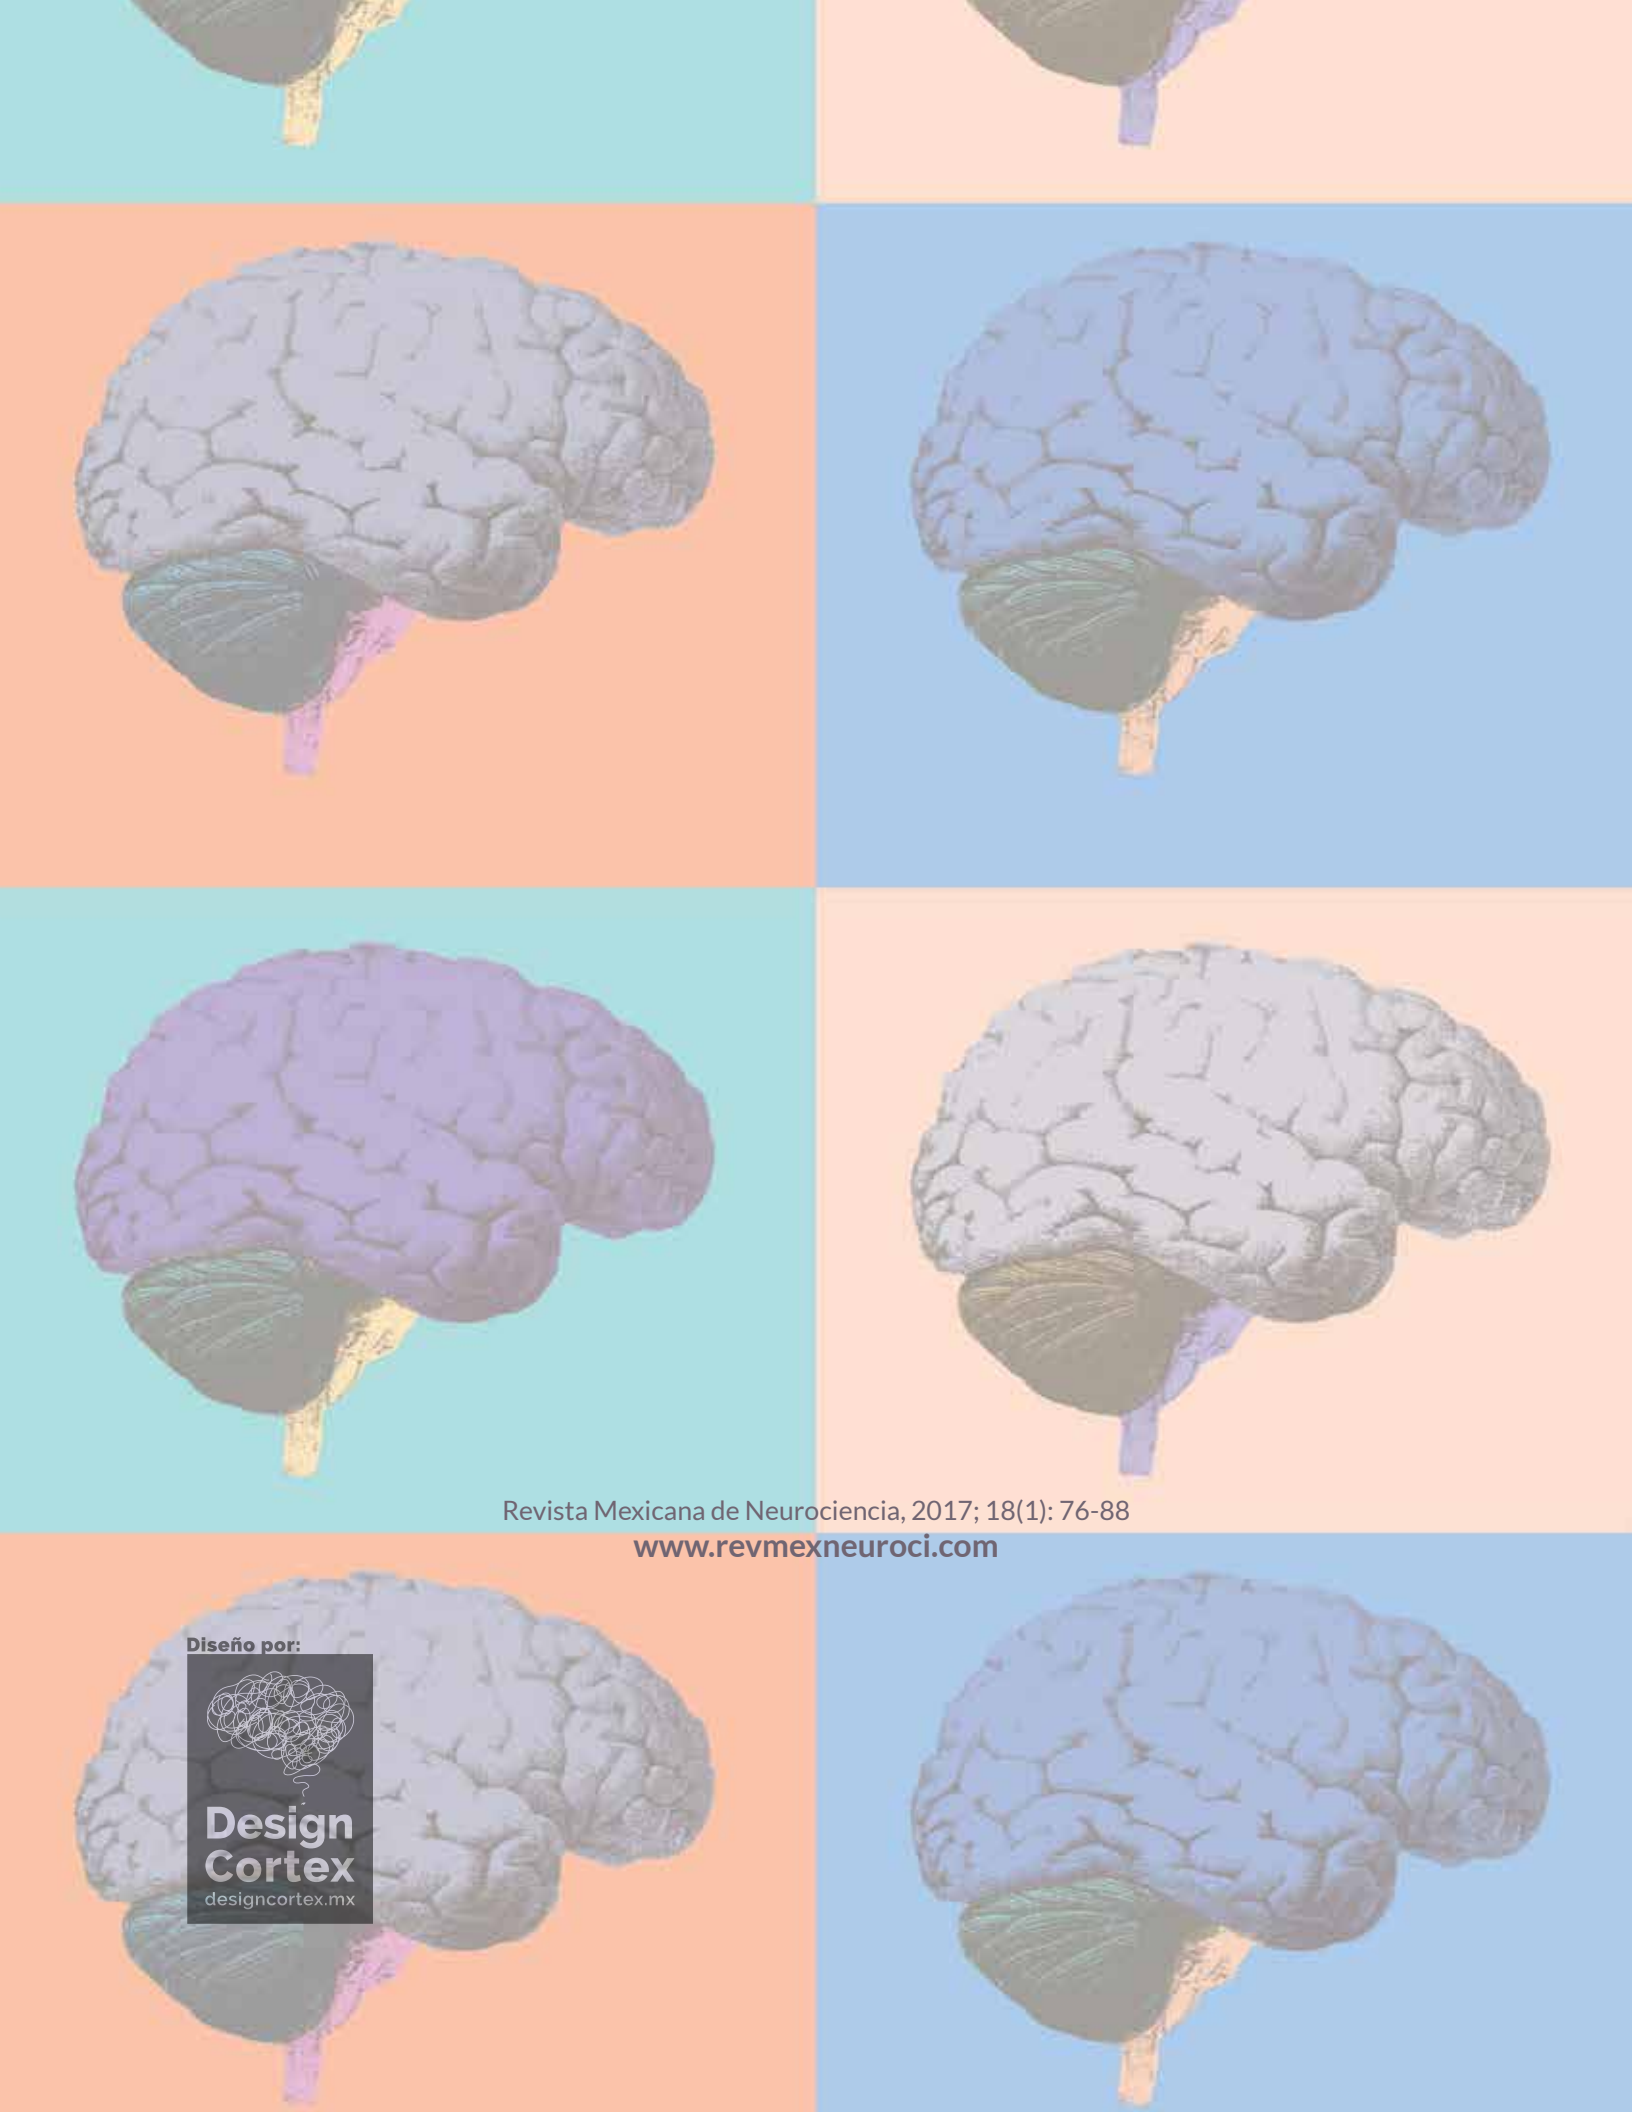 Revista Mexicana de Neurociencia, 2017; 18(1): 76-88
www.revmexneuroci.com
Diseño por:
Design
Cortex
designcortex.mx